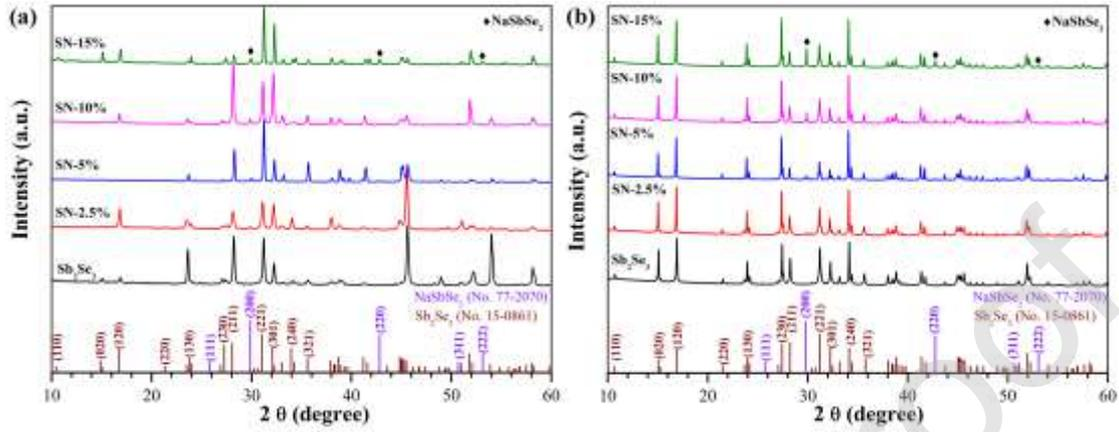 (a)
♦NaSbSe2
SN-15%
SN-10%
SN-5%
SN-2.5%
Sb2Se3
NaSbSe2 (No. 77-2070)
Sb2Se3 (No. 15-0861)
(110)
(020)
(120)
(220)
(130)
(111)
(230)
(211)
(200)
(221)
(301)
(240)
(321)
(220)
(311)
(222)
10 20 30 40 50 60
2 θ (degree)
Intensity (a.u.)
(b)
♦NaSbSe2
SN-15%
SN-10%
SN-5%
SN-2.5%
Sb2Se3
NaSbSe2 (No. 77-2070)
Sb2Se3 (No. 15-0861)
(110)
(020)
(120)
(220)
(130)
(111)
(230)
(211)
(200)
(221)
(301)
(240)
(321)
(220)
(311)
(222)
10 20 30 40 50 60
2 θ (degree)
Intensity (a.u.)